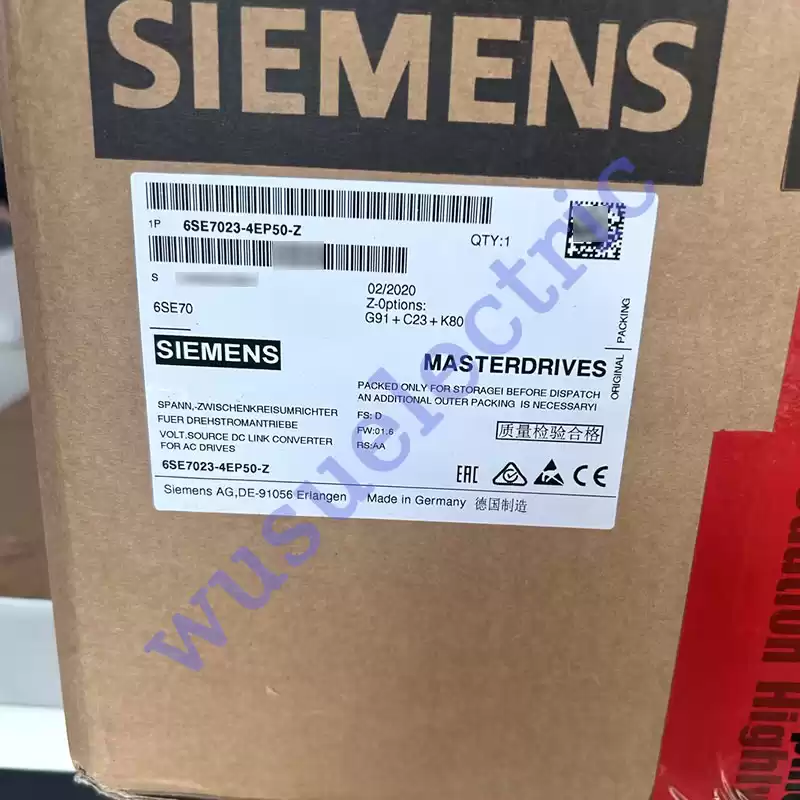 SIEMENS
1P 6SE7023-4EP50-Z
QTY:1
S
02/2020
6SE70
Z-Options:
G91+C23+K80
SIEMENS
MASTERDRIVES
ORIGINAL PACKING
PACKED ONLY FOR STORAGE! BEFORE DISPATCH
AN ADDITIONAL OUTER PACKING IS NECESSARY!
SPANN,-ZWISCHENKREISUMRICHTER
FUER DREHSTROMANTRIEBE
VOLT.SOURCE DC LINK CONVERTER
FOR AC DRIVES
FS: D
FW:01.6
RS:AA
质量检验合格
6SE7023-4EP50-Z
EAC
CE
Siemens AG,DE-91056 Erlangen Made in Germany 德国制造
wusuelectric